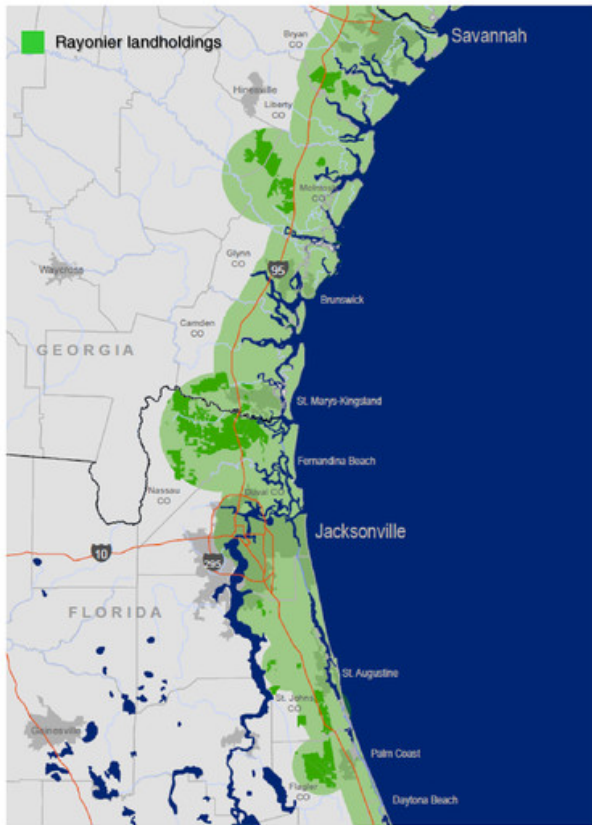 Rayonier landholdings
Savannah
Bryan
CO
Hinesville
Liberty
CO
McIntosh
CO
Glynn
CO
95
Waycross
Brunswick
Camden
CO
GEORGIA
St. Marys-Kingsland
Fernandina Beach
Nassau
CO
Duval CO
Jacksonville
10
295
FLORIDA
St. Augustine
St. Johns
CO
Gainesville
Palm Coast
Flagler
CO
Daytona Beach